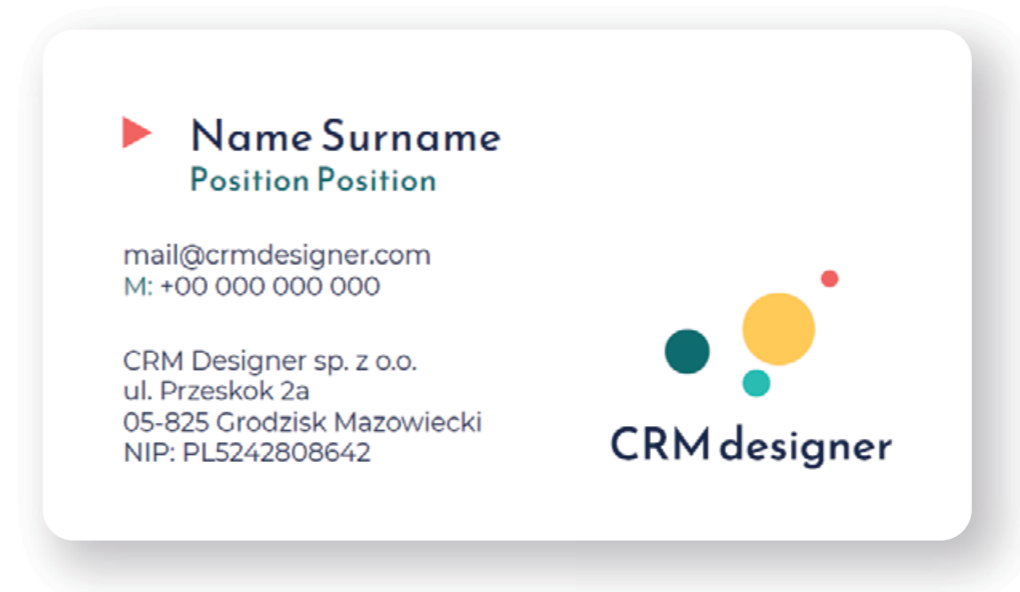 Name Surname
Position Position
mail@crmdesigner.com
M: +00 000 000 000
CRM Designer sp. z o.o.
ul. Przeskok 2a
05-825 Grodzisk Mazowiecki
NIP: PL5242808642
CRM designer